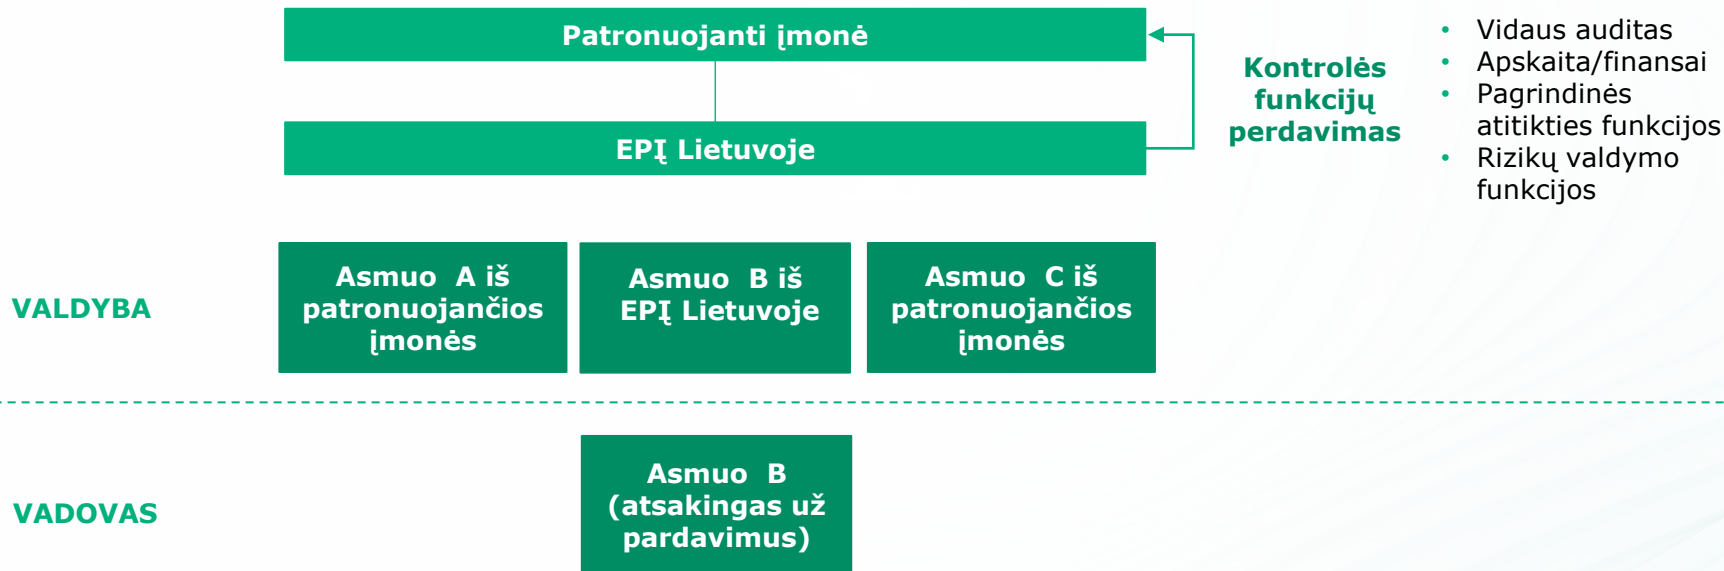 Patronuojanti įmonė
EPĮ Lietuvoje
Kontrolės
funkcijų
perdavimas
• Vidaus auditas
• Apskaita/finansai
• Pagrindinės
atitikties funkcijos
• Rizikų valdymo
funkcijos
VALDYBA
Asmuo A iš
patronuojančios
įmonės
Asmuo B iš
EPĮ Lietuvoje
Asmuo C iš
patronuojančios
įmonės
VADOVAS
Asmuo B
(atsakingas už
pardavimus)